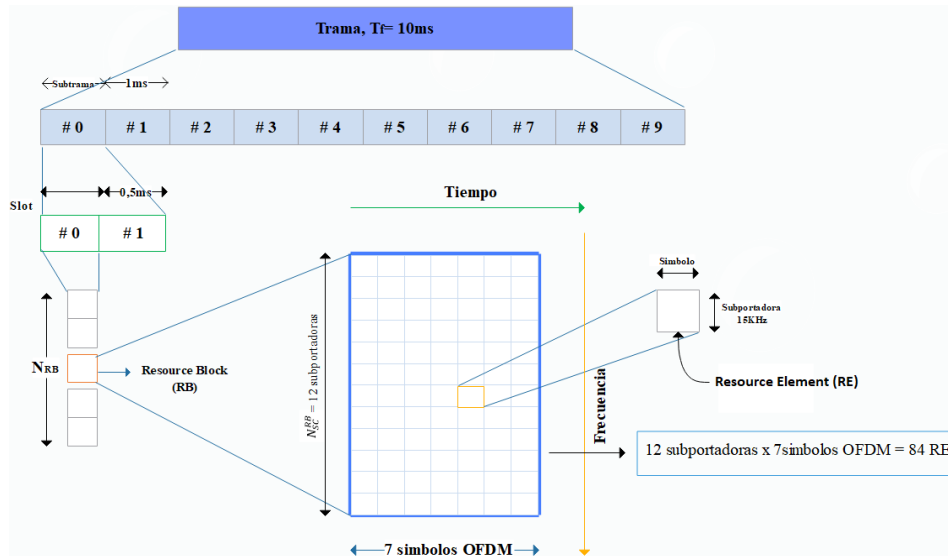 Trama, Tf= 10ms
Subtrama
1ms
# 0
# 1
# 2
# 3
# 4
# 5
# 6
# 7
# 8
# 9
0,5ms
Slot
# 0
# 1
Tiempo
Simbolo
Subportadora
15KHz
Resource Element (RE)
NRB
Resource Block
(RB)
N_SC^RB = 12 subportadoras
Frecuencia
12 subportadoras x 7simbolos OFDM = 84 RE
7 simbolos OFDM